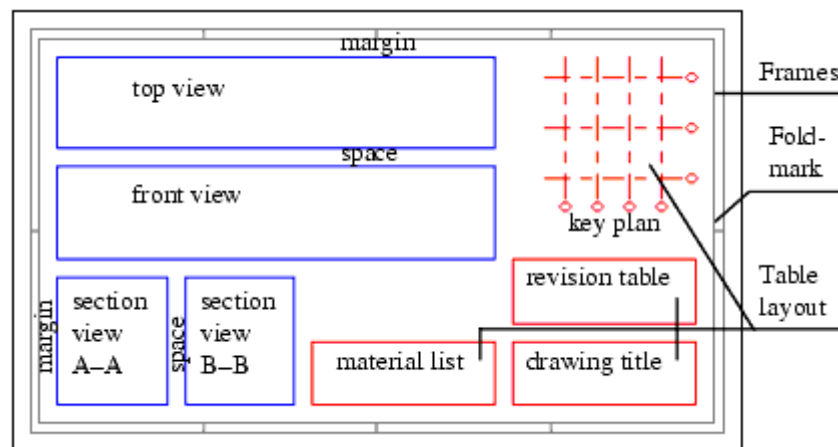 margin
top view
Frames
space
Fold-
mark
front view
key plan
revision table
Table
layout
margin
section
view
A–A
space
section
view
B–B
material list
drawing title